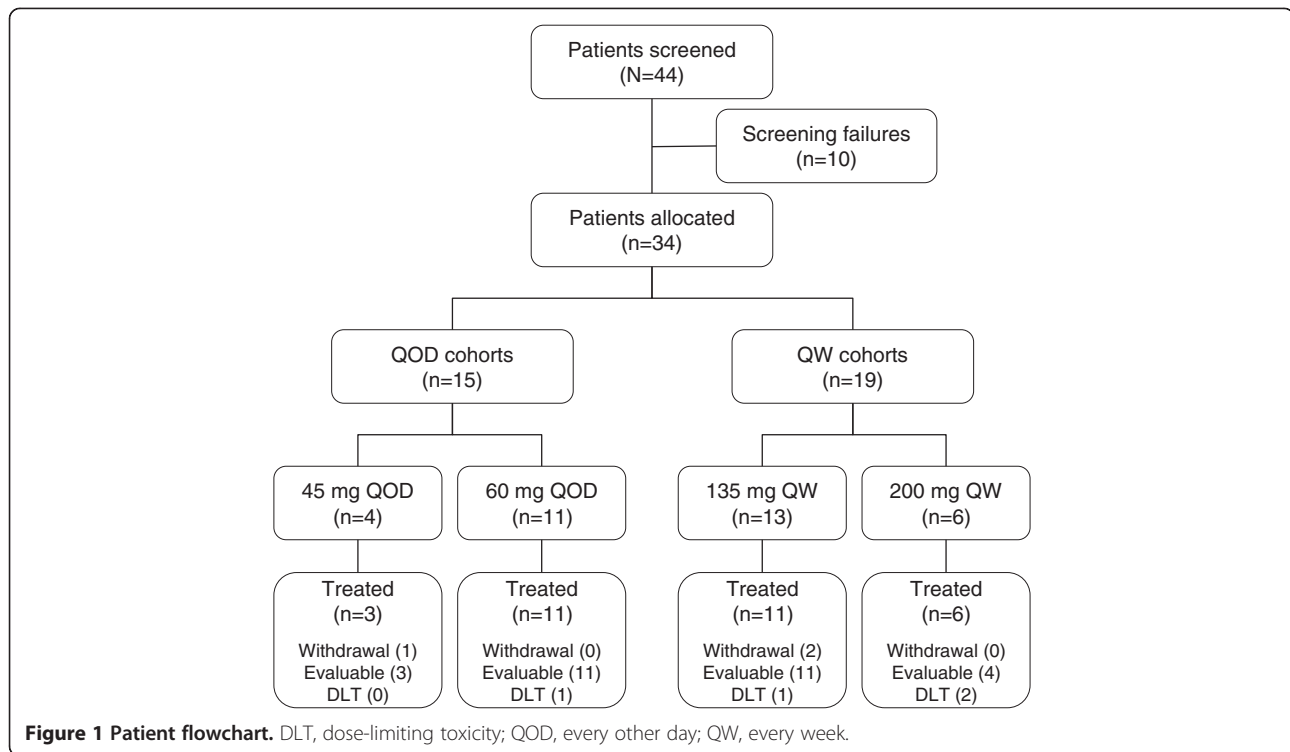 Patients screened
(N=44)
Screening failures
(n=10)
Patients allocated
(n=34)
QOD cohorts
(n=15)
QW cohorts
(n=19)
45 mg QOD
(n=4)
60 mg QOD
(n=11)
135 mg QW
(n=13)
200 mg QW
(n=6)
Treated
(n=3)
Withdrawal (1)
Evaluable (3)
DLT (0)
Treated
(n=11)
Withdrawal (0)
Evaluable (11)
DLT (1)
Treated
(n=11)
Withdrawal (2)
Evaluable (11)
DLT (1)
Treated
(n=6)
Withdrawal (0)
Evaluable (4)
DLT (2)
Figure 1 Patient flowchart. DLT, dose-limiting toxicity; QOD, every other day; QW, every week.